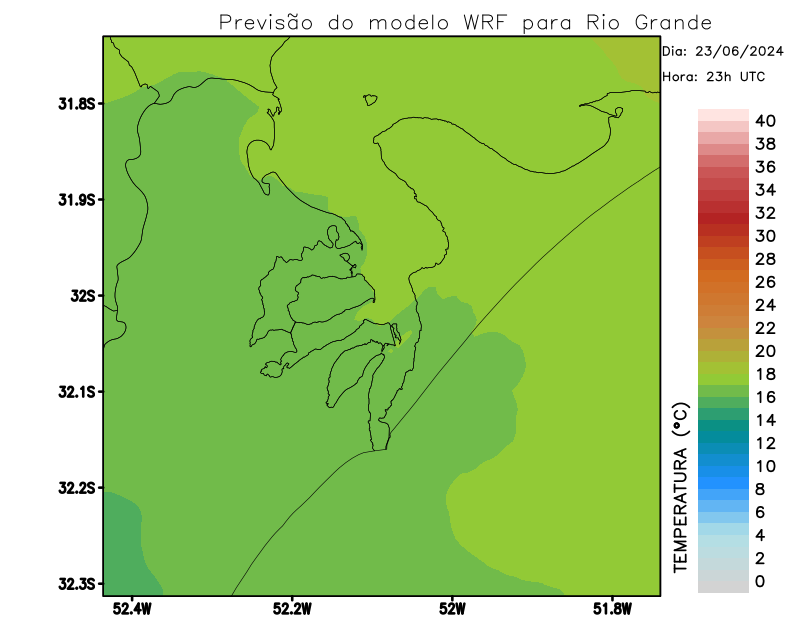 Previsão do modelo WRF para Rio Grande
Dia: 23/06/2024
Hora: 23h UTC
31.8S
31.9S
32S
32.1S
32.2S
32.3S
52.4W
52.2W
52W
51.8W
TEMPERATURA (°C)
40
38
36
34
32
30
28
26
24
22
20
18
16
14
12
10
8
6
4
2
0